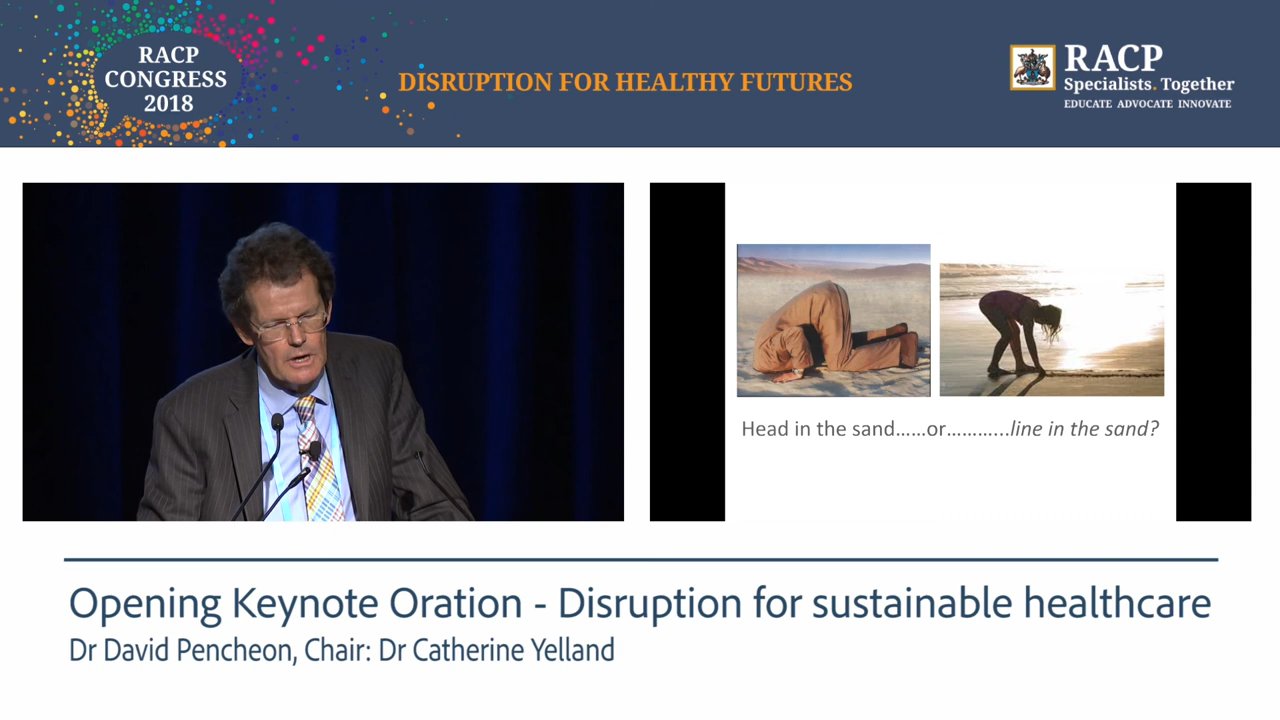 RACP
CONGRESS
2018
DISRUPTION FOR HEALTHY FUTURES
RACP
Specialists. Together
EDUCATE ADVOCATE INNOVATE
Head in the sand......or............line in the sand?
Opening Keynote Oration - Disruption for sustainable healthcare
Dr David Pencheon, Chair: Dr Catherine Yelland